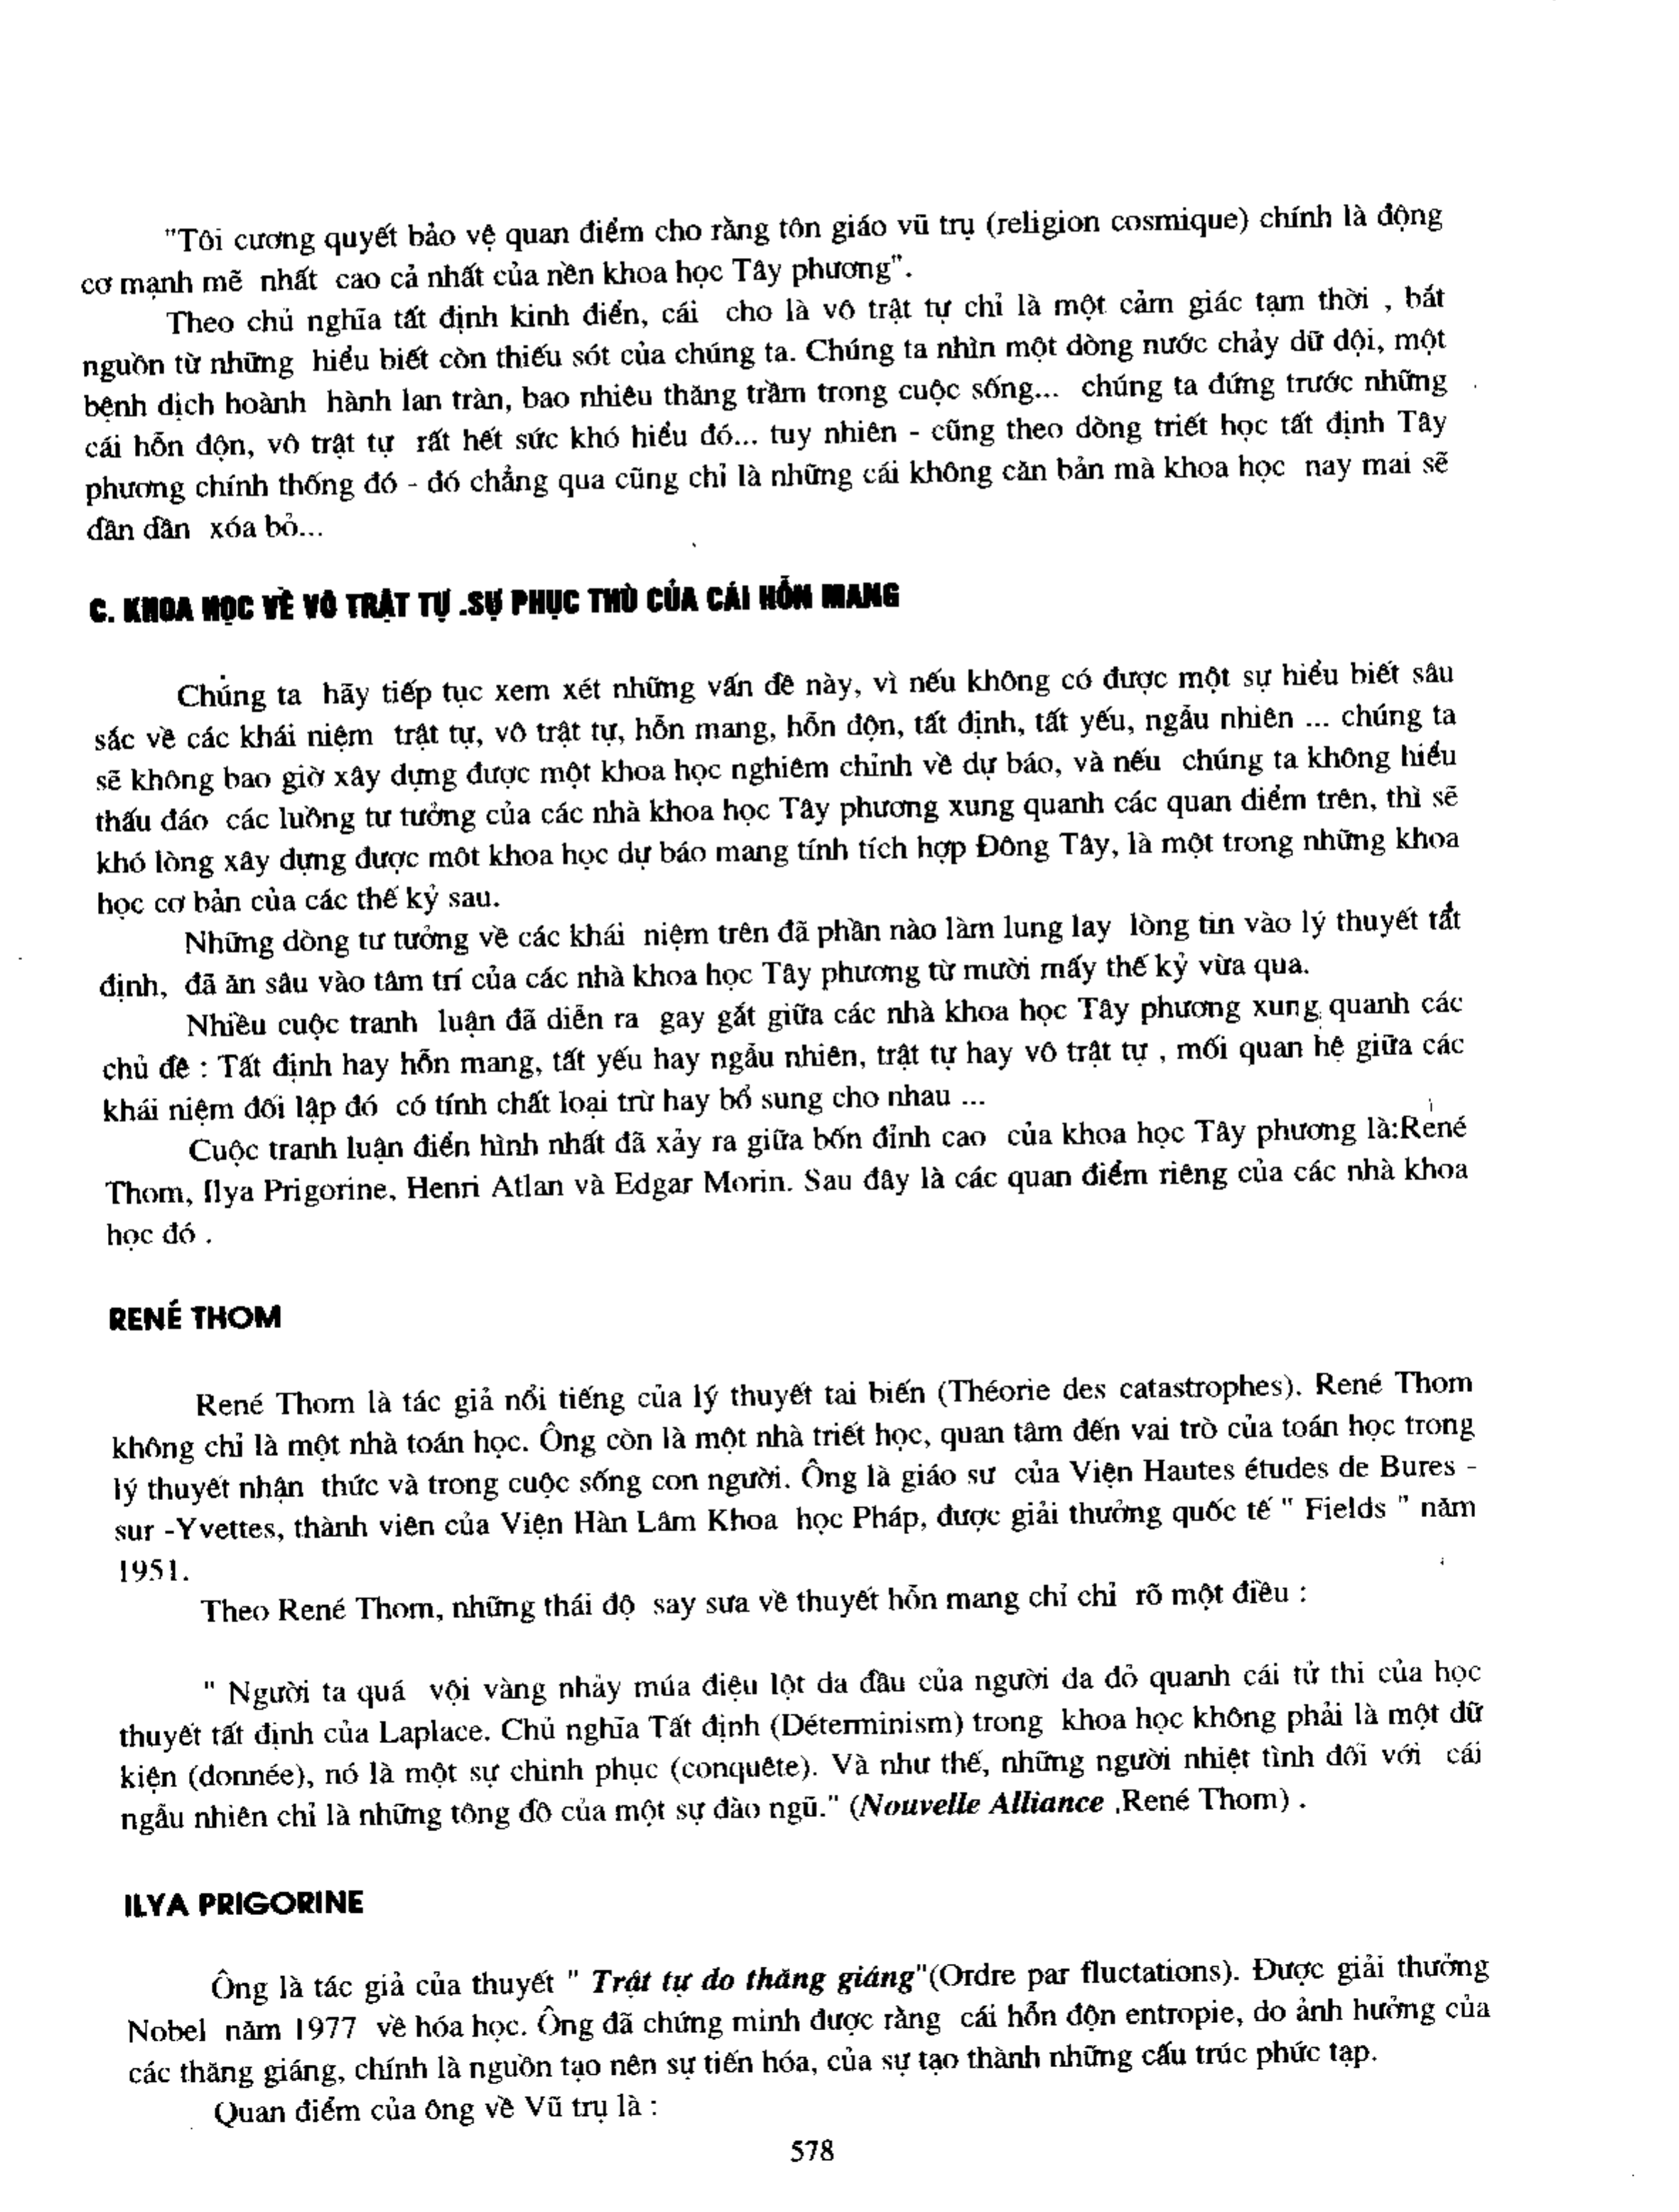 "Tôi cương quyết bảo vệ quan điểm cho rằng tôn giáo vũ trụ (religion cosmique) chính là động
cơ mạnh mẽ nhất cao cả nhất của nền khoa học Tây phương".
Theo chủ nghĩa tất định kinh điển, cái cho là vô trật tự chỉ là một cảm giác tạm thời , bắt
nguồn từ những hiểu biết còn thiếu sót của chúng ta. Chúng ta nhìn một dòng nước chảy dữ dội, một
bệnh dịch hoành hành lan tràn, bao nhiêu thăng trầm trong cuộc sống... chúng ta đứng trước những
cái hỗn độn, vô trật tự rất hết sức khó hiểu đó... tuy nhiên - cũng theo dòng triết học tất định Tây
phương chính thống đó - đó chẳng qua cũng chỉ là những cái không căn bản mà khoa học nay mai sẽ
dần dần xóa bỏ...
C. KHOA HỌC VỀ VÔ TRẬT TỰ .SỰ PHỤC THÙ CỦA CÁI HỖN MANG
Chúng ta hãy tiếp tục xem xét những vấn đề này, vì nếu không có được một sự hiểu biết sâu
sắc về các khái niệm trật tự, vô trật tự, hỗn mang, hỗn độn, tất định, tất yếu, ngẫu nhiên ... chúng ta
sẽ không bao giờ xây dựng được một khoa học nghiêm chỉnh về dự báo, và nếu chúng ta không hiểu
thấu đáo các luồng tư tưởng của các nhà khoa học Tây phương xung quanh các quan điểm trên, thì sẽ
khó lòng xây dựng được môt khoa học dự báo mang tính tích hợp Đông Tây, là một trong những khoa
học cơ bản của các thế kỷ sau.
Những dòng tư tưởng về các khái niệm trên đã phần nào làm lung lay lòng tin vào lý thuyết tất
định, đã ăn sâu vào tâm trí của các nhà khoa học Tây phương từ mười mấy thế kỷ vừa qua.
Nhiều cuộc tranh luận đã diễn ra gay gắt giữa các nhà khoa học Tây phương xung quanh các
chủ đề : Tất định hay hỗn mang, tất yếu hay ngẫu nhiên, trật tự hay vô trật tự , mối quan hệ giữa các
khái niệm đối lập đó có tính chất loại trừ hay bổ sung cho nhau ...
Cuộc tranh luận điển hình nhất đã xảy ra giữa bốn đỉnh cao của khoa học Tây phương là:René
Thom, Ilya Prigorine, Henri Atlan và Edgar Morin. Sau đây là các quan điểm riêng của các nhà khoa
học đó .
RENÉ THOM
René Thom là tác giả nổi tiếng của lý thuyết tai biến (Théorie des catastrophes). René Thom
không chỉ là một nhà toán học. Ông còn là một nhà triết học, quan tâm đến vai trò của toán học trong
lý thuyết nhận thức và trong cuộc sống con người. Ông là giáo sư của Viện Hautes études de Bures -
sur -Yvettes, thành viên của Viện Hàn Lâm Khoa học Pháp, được giải thưởng quốc tế " Fields " năm
1951.
Theo René Thom, những thái độ say sưa về thuyết hỗn mang chỉ chỉ rõ một điều :
" Người ta quá vội vàng nhảy múa điệu lột da đầu của người da đỏ quanh cái tử thi của học
thuyết tất định của Laplace. Chủ nghĩa Tất định (Déterminism) trong khoa học không phải là một dữ
kiện (donnée), nó là một sự chinh phục (conquête). Và như thế, những người nhiệt tình đối với cái
ngẫu nhiên chỉ là những tông đồ của một sự đào ngũ." (Nouvelle Alliance ,René Thom) .
ILYA PRIGORINE
Ông là tác giả của thuyết " Trật tự do thăng giáng"(Ordre par fluctations). Được giải thưởng
Nobel năm 1977 về hóa học. Ông đã chứng minh được rằng cái hỗn độn entropie, do ảnh hưởng của
các thăng giáng, chính là nguồn tạo nên sự tiến hóa, của sự tạo thành những cấu trúc phức tạp.
Quan điểm của ông về Vũ trụ là :
578